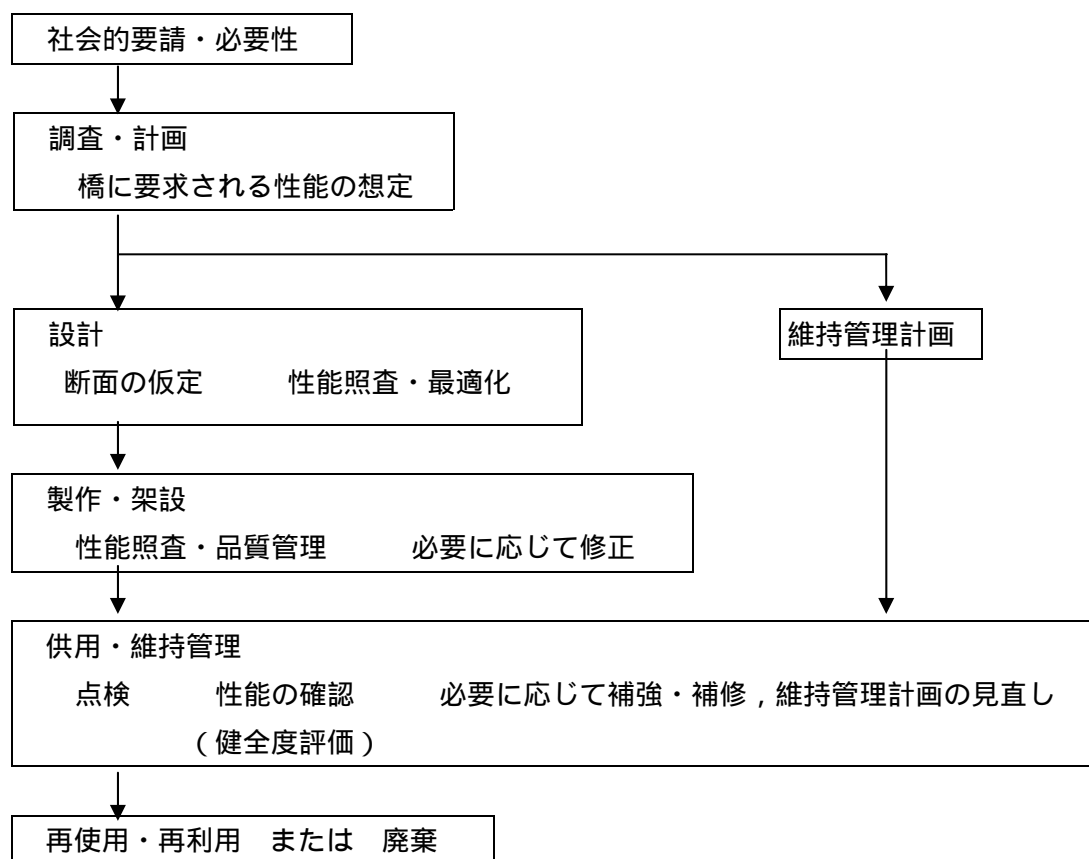 社会的要請・必要性
調査・計画
橋に要求される性能の想定
設計
断面の仮定　　　性能照査・最適化
維持管理計画
製作・架設
性能照査・品質管理　　　必要に応じて修正
供用・維持管理
点検　　　性能の確認　　　必要に応じて補強・補修，維持管理計画の見直し
（健全度評価）
再使用・再利用　または　廃棄